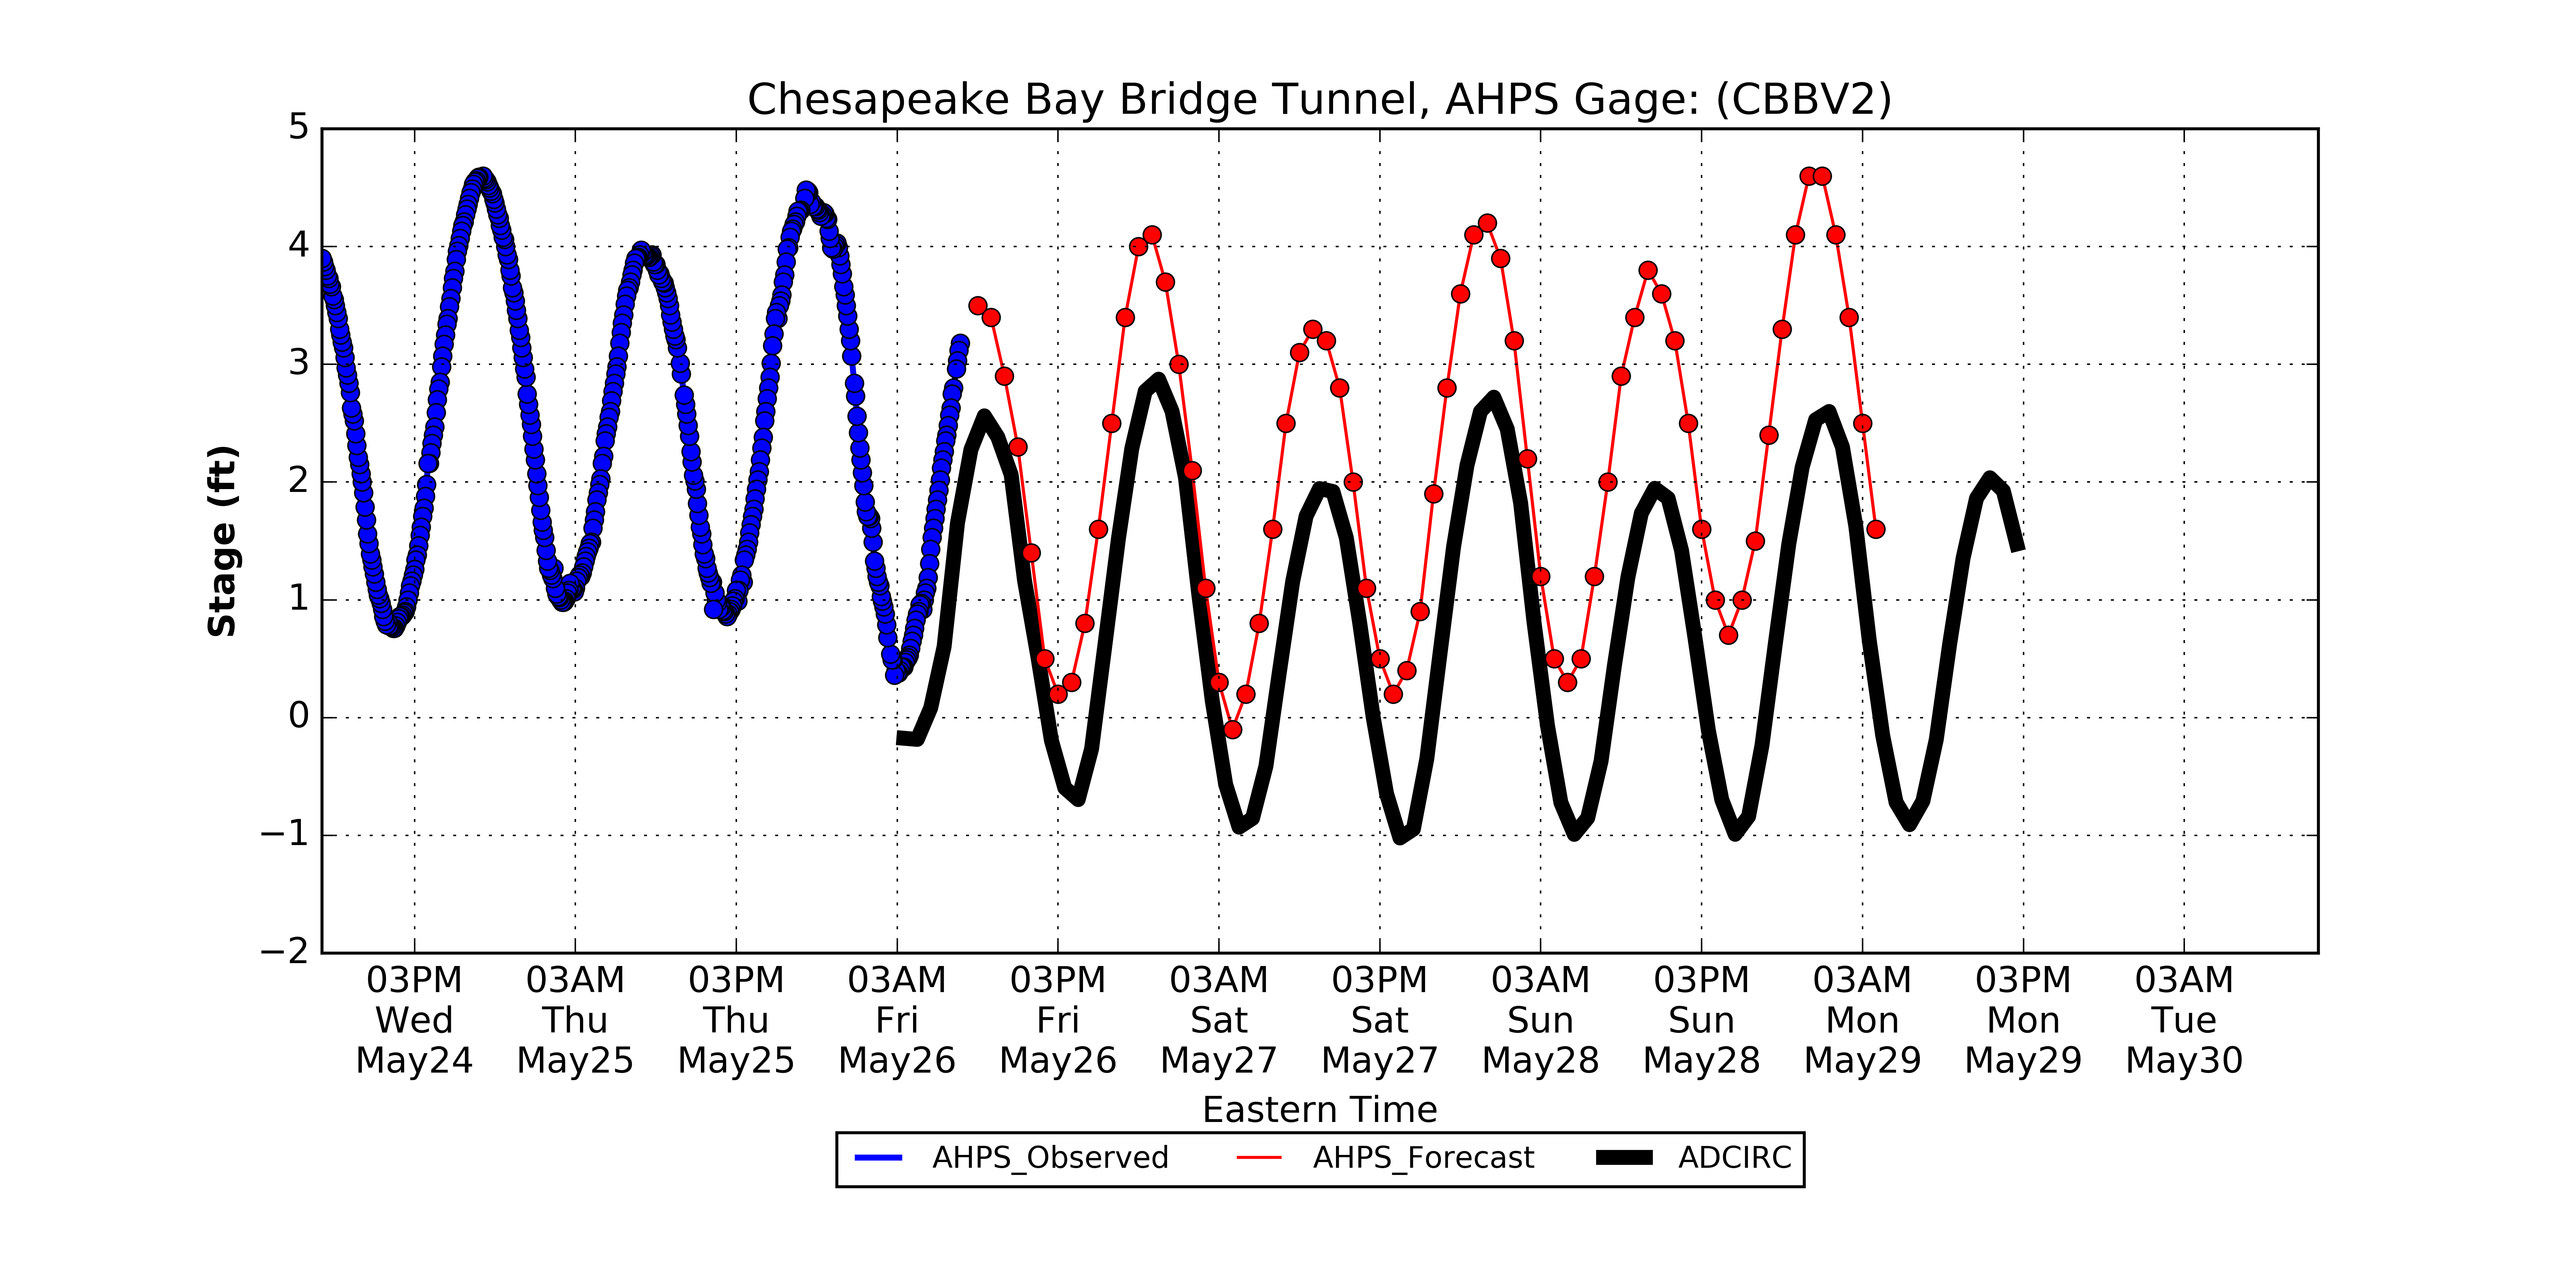 Chesapeake Bay Bridge Tunnel, AHPS Gage: (CBBV2)
5
4
3
2
1
0
−1
−2
Stage (ft)
03PM 03AM 03PM 03AM 03PM 03AM 03PM 03AM 03PM 03AM 03PM 03AM
Wed Thu Thu Fri Fri Sat Sat Sun Sun Mon Mon Tue
May24 May25 May25 May26 May26 May27 May27 May28 May28 May29 May29 May30
Eastern Time
AHPS_Observed AHPS_Forecast ADCIRC